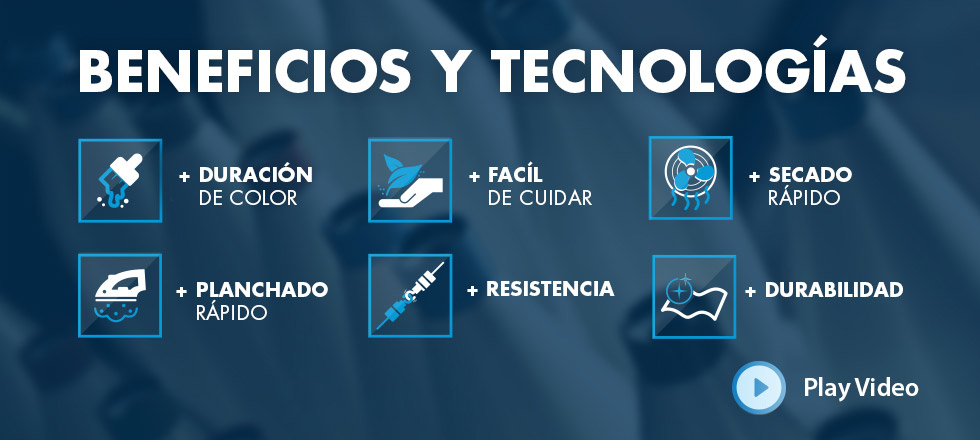 BENEFICIOS Y TECNOLOGÍAS
+ DURACIÓN
DE COLOR
+ FACÍL
DE CUIDAR
+ SECADO
RÁPIDO
+ PLANCHADO
RÁPIDO
+ RESISTENCIA
+ DURABILIDAD
Play Video